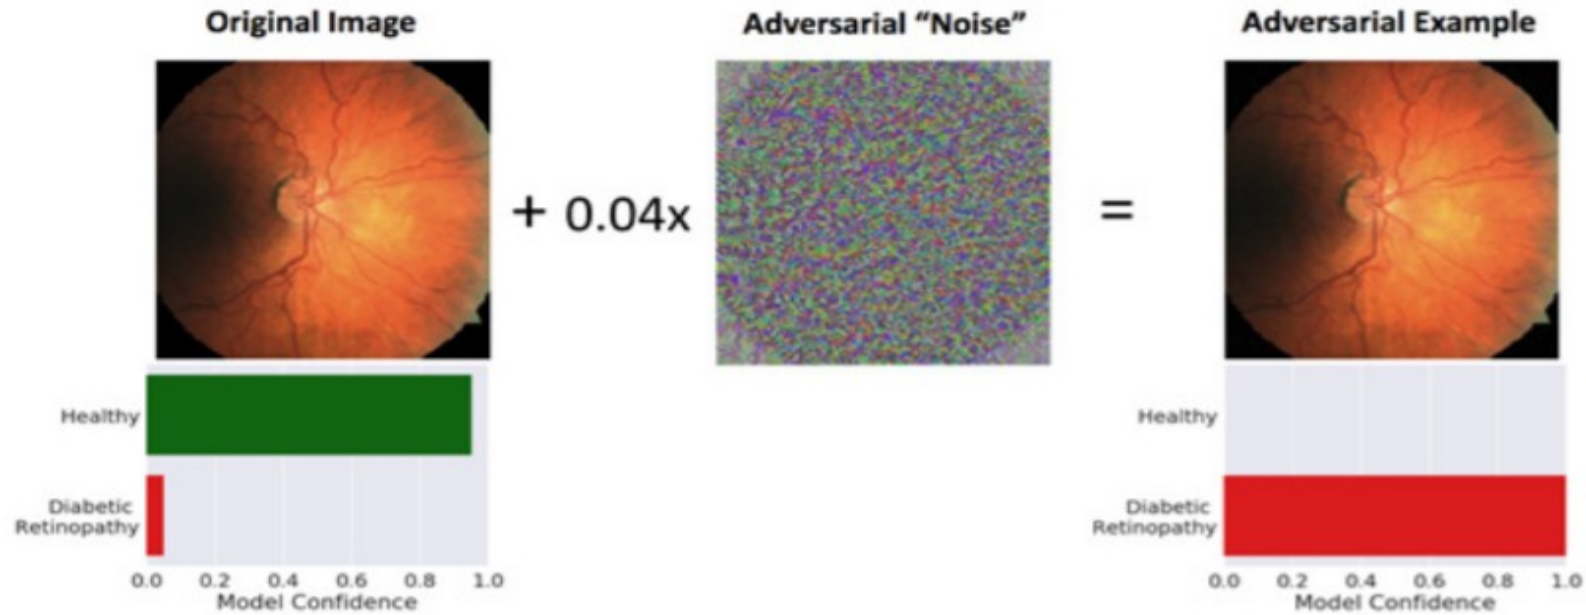 Original Image
Adversarial “Noise”
Adversarial Example
+ 0.04x
=
Healthy
Diabetic
Retinopathy
0.0 0.2 0.4 0.6 0.8 1.0
Model Confidence
Healthy
Diabetic
Retinopathy
0.0 0.2 0.4 0.6 0.8 1.0
Model Confidence